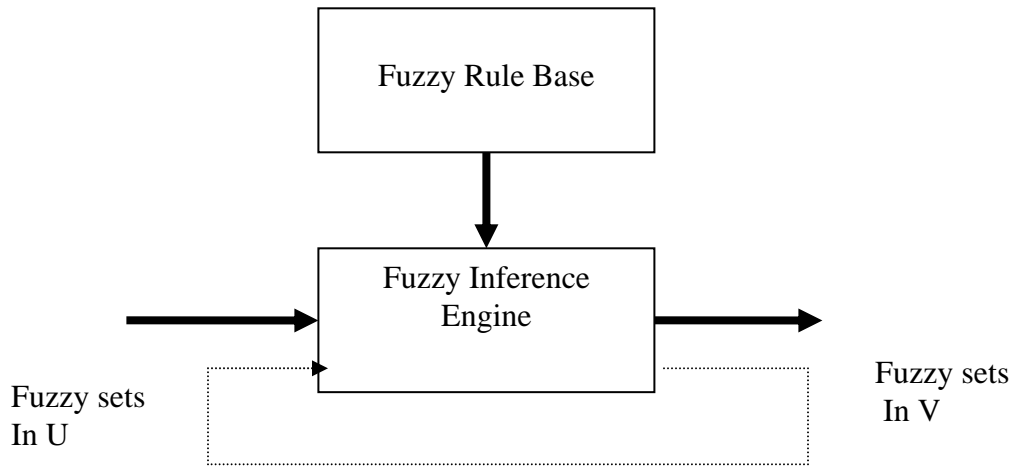 Fuzzy Rule Base
Fuzzy Inference
Engine
Fuzzy sets
In U
Fuzzy sets
In V